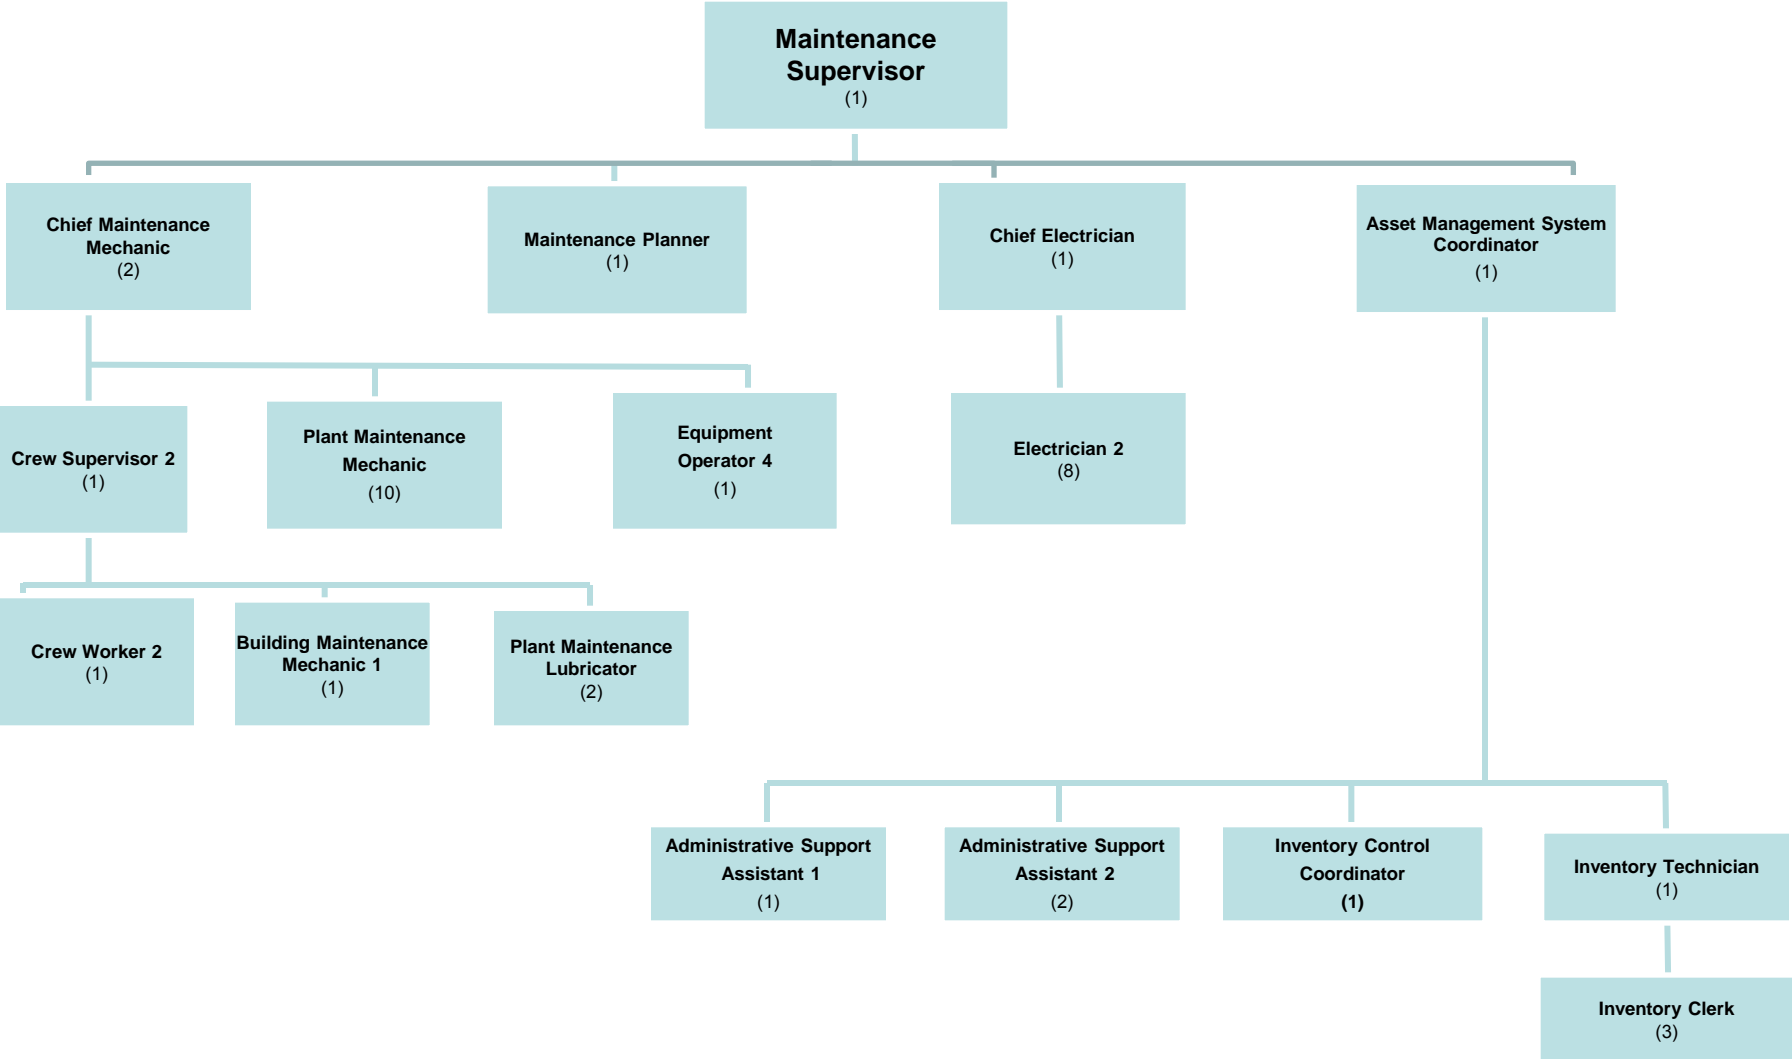 Maintenance
Supervisor
(1)
Chief Maintenance
Mechanic
(2)
Maintenance Planner
(1)
Chief Electrician
(1)
Asset Management System
Coordinator
(1)
Crew Supervisor 2
(1)
Plant Maintenance
Mechanic
(10)
Equipment
Operator 4
(1)
Electrician 2
(8)
Crew Worker 2
(1)
Building Maintenance
Mechanic 1
(1)
Plant Maintenance
Lubricator
(2)
Administrative Support
Assistant 1
(1)
Administrative Support
Assistant 2
(2)
Inventory Control
Coordinator
(1)
Inventory Technician
(1)
Inventory Clerk
(3)